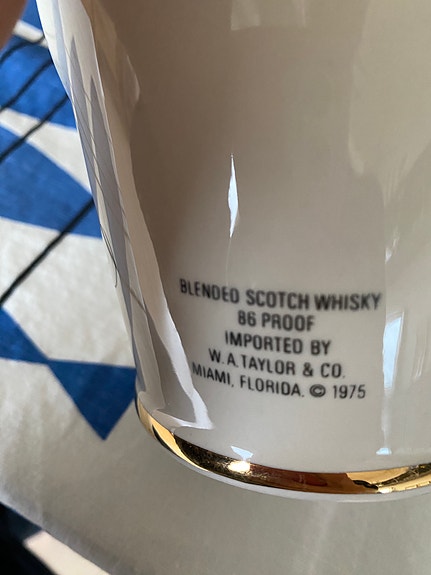 BLENDED SCOTCH WHISKY
86 PROOF
IMPORTED BY
W.A.TAYLOR & CO.
MIAMI, FLORIDA. © 1975